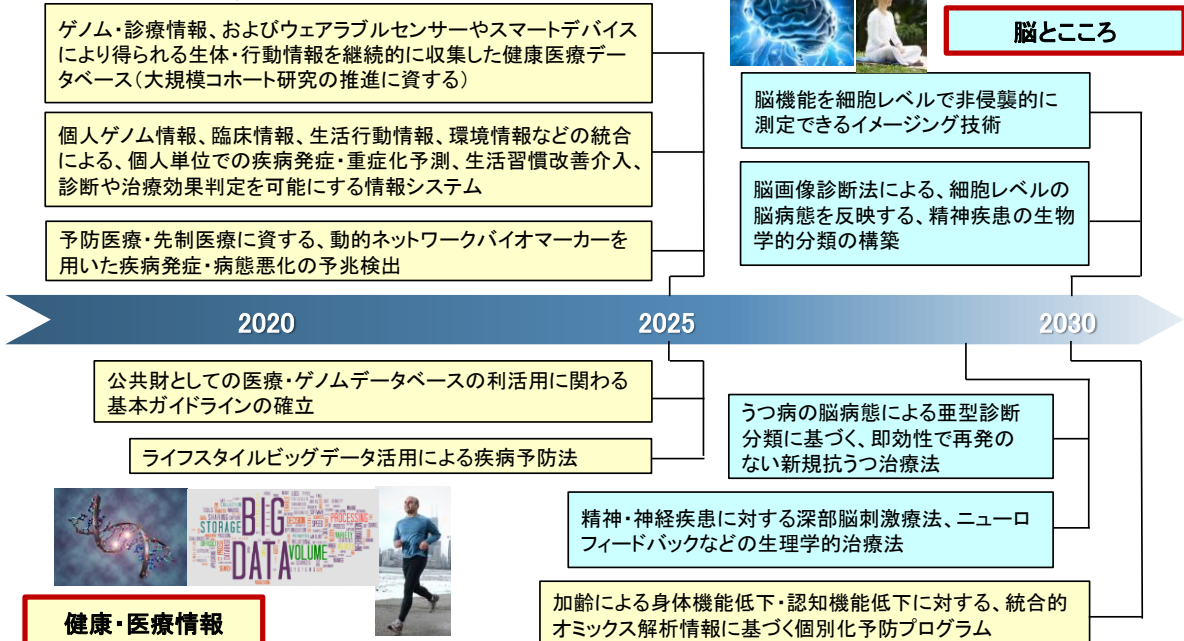 ゲノム・診療情報、およびウェアラブルセンサーやスマートデバイス
により得られる生体・行動情報を継続的に収集した健康医療デー
タベース（大規模コホート研究の推進に資する）
個人ゲノム情報、臨床情報、生活行動情報、環境情報などの統合
による、個人単位での疾病発症・重症化予測、生活習慣改善介入、
診断や治療効果判定を可能にする情報システム
予防医療・先制医療に資する、動的ネットワークバイオマーカーを
用いた疾病発症・病態悪化の予兆検出
脳とこころ
脳機能を細胞レベルで非侵襲的に
測定できるイメージング技術
脳画像診断法による、細胞レベルの
脳病態を反映する、精神疾患の生物
学的分類の構築
2020
2025
2030
公共財としての医療・ゲノムデータベースの利活用に関わる
基本ガイドラインの確立
ライフスタイルビッグデータ活用による疾病予防法
うつ病の脳病態による亜型診断
分類に基づく、即効性で再発の
ない新規抗うつ治療法
精神・神経疾患に対する深部脳刺激療法、ニューロ
フィードバックなどの生理学的治療法
加齢による身体機能低下・認知機能低下に対する、統合的
オミックス解析情報に基づく個別化予防プログラム
STORAGE
BIG
DATA
VOLUME
PROCESSING
健康・医療情報